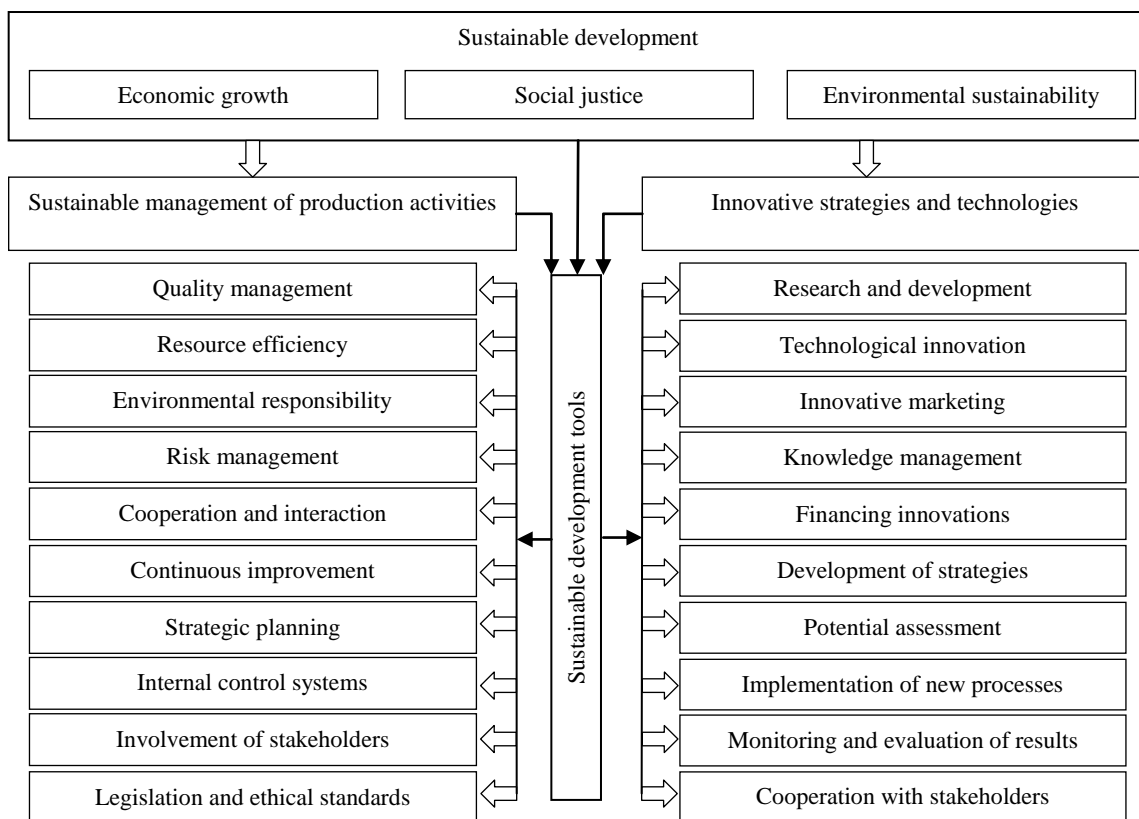 Sustainable development
Economic growth
Social justice
Environmental sustainability
Sustainable management of production activities
Innovative strategies and technologies
Quality management
Resource efficiency
Environmental responsibility
Risk management
Cooperation and interaction
Continuous improvement
Strategic planning
Internal control systems
Involvement of stakeholders
Legislation and ethical standards
Sustainable development tools
Research and development
Technological innovation
Innovative marketing
Knowledge management
Financing innovations
Development of strategies
Potential assessment
Implementation of new processes
Monitoring and evaluation of results
Cooperation with stakeholders